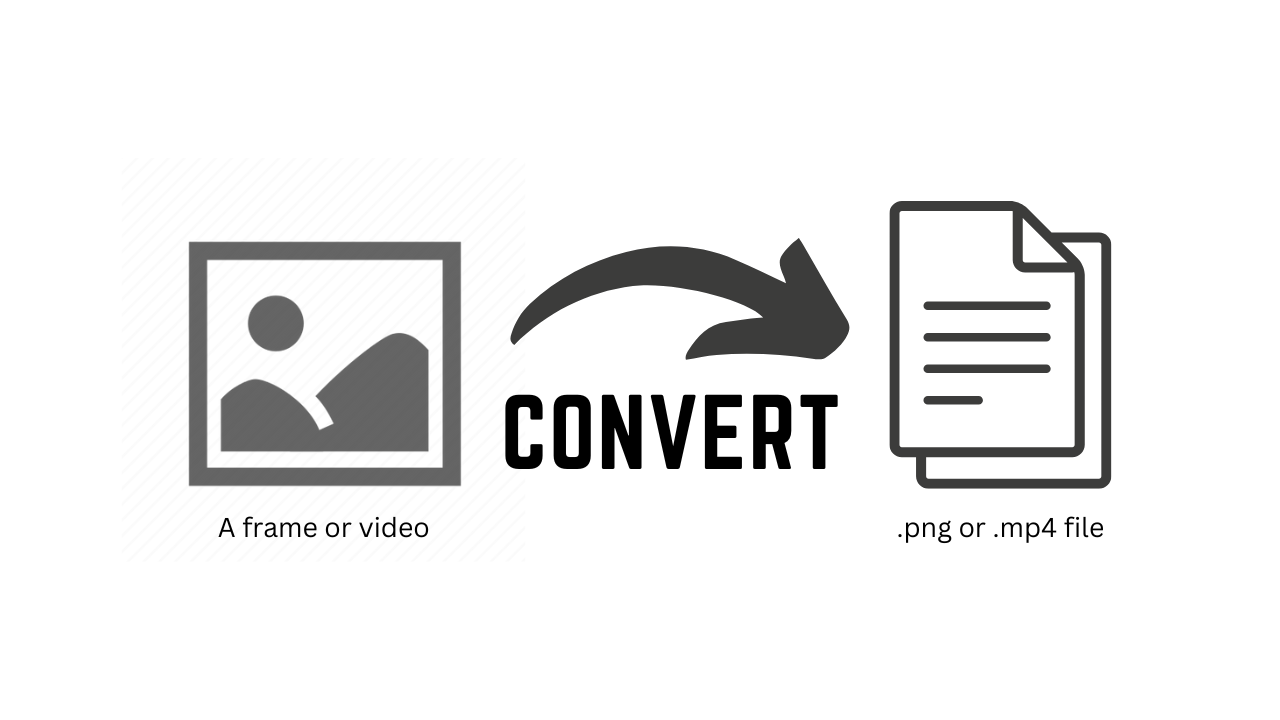 CONVERT
A frame or video
.png or .mp4 file